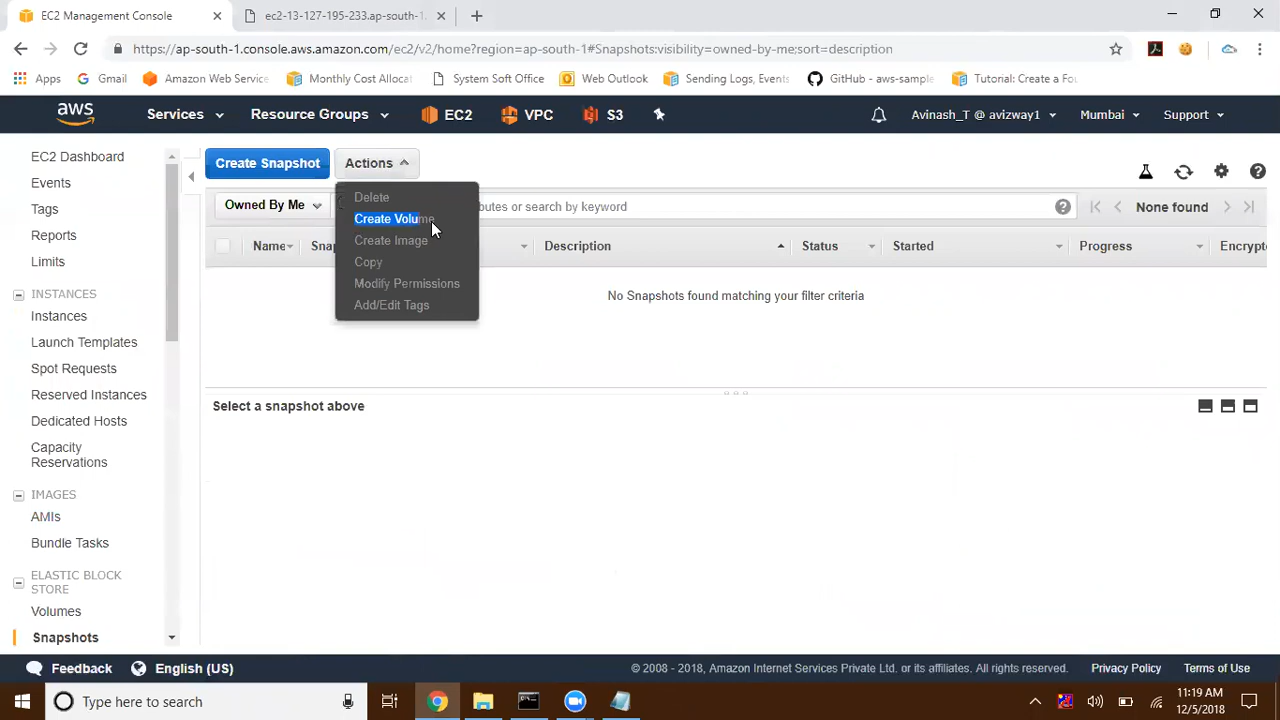 EC2 Management Console
ec2-13-127-195-233.ap-south-1.
https://ap-south-1.console.aws.amazon.com/ec2/v2/home?region=ap-south-1#Snapshots:visibility=owned-by-me;sort=description
Apps Gmail Amazon Web Service Monthly Cost Allocat System Soft Office Web Outlook Sending Logs, Events GitHub - aws-sample Tutorial: Create a Fou
aws Services Resource Groups EC2 VPC S3 Avinash_T @ avizway1 Mumbai Support
EC2 Dashboard
Events
Tags
Reports
Limits
INSTANCES
Instances
Launch Templates
Spot Requests
Reserved Instances
Dedicated Hosts
Capacity
Reservations
IMAGES
AMIs
Bundle Tasks
ELASTIC BLOCK
STORE
Volumes
Snapshots
Create Snapshot Actions
Delete
Create Volume
Create Image
Copy
Modify Permissions
Add/Edit Tags
Owned By Me butes or search by keyword None found
Name Snap Description Status Started Progress Encrypt
No Snapshots found matching your filter criteria
Select a snapshot above
Feedback English (US) © 2008 - 2018, Amazon Internet Services Private Ltd. or its affiliates. All rights reserved. Privacy Policy Terms of Use
Type here to search
11:19 AM
12/5/2018